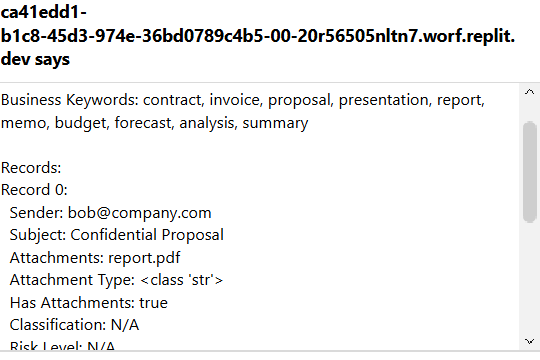 ca41edd1-
b1c8-45d3-974e-36bd0789c4b5-00-20r56505nltn7.worf.replit.
dev says
Business Keywords: contract, invoice, proposal, presentation, report,
memo, budget, forecast, analysis, summary
Records:
Record 0:
Sender: bob@company.com
Subject: Confidential Proposal
Attachments: report.pdf
Attachment Type: <class 'str'>
Has Attachments: true
Classification: N/A
Risk Level: N/A